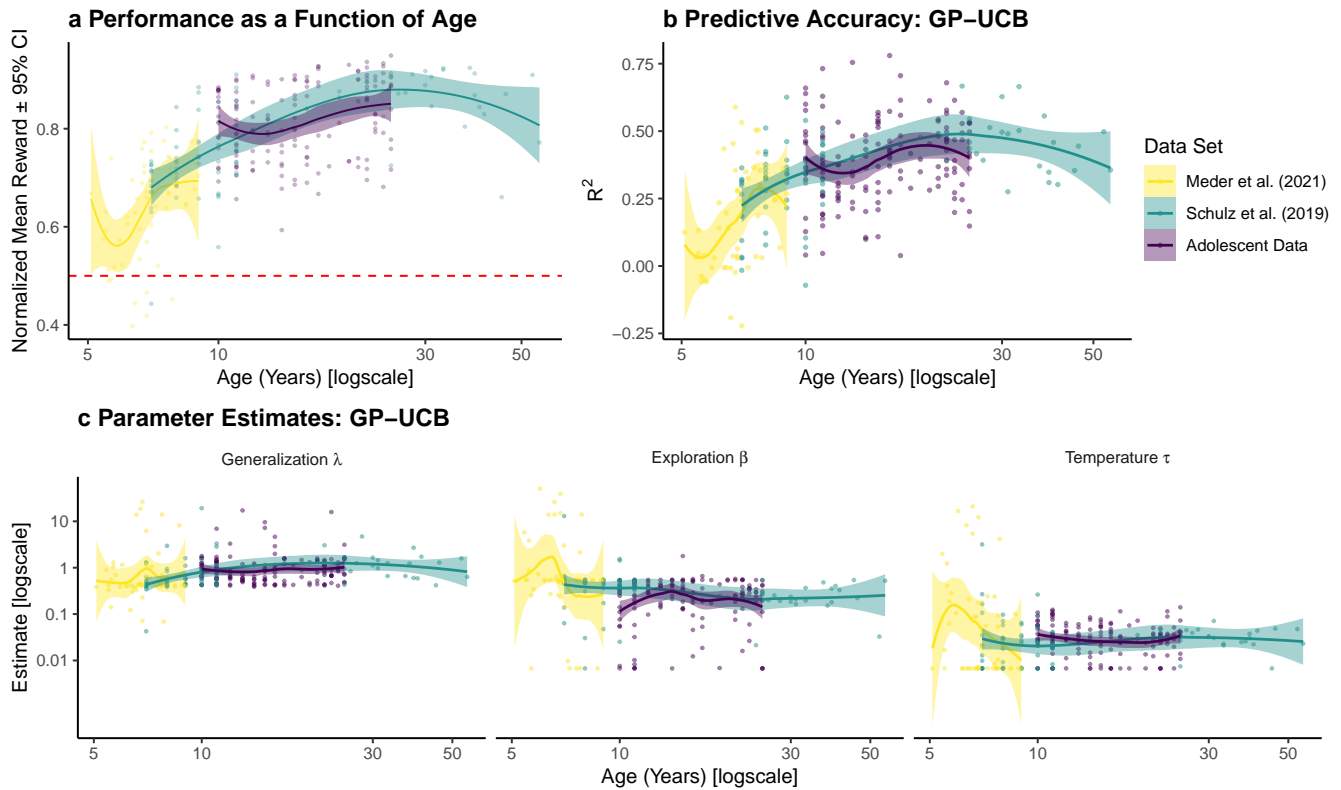 a Performance as a Function of Age
Normalized Mean Reward ± 95% CI
0.8
0.6
0.4
5
10
30
50
Age (Years) [logscale]
b Predictive Accuracy: GP−UCB
R²
0.75
0.50
0.25
0.00
−0.25
5
10
30
50
Age (Years) [logscale]
Data Set
Meder et al. (2021)
Schulz et al. (2019)
Adolescent Data
c Parameter Estimates: GP−UCB
Generalization λ
Exploration β
Temperature τ
Estimate [logscale]
10
1
0.1
0.01
5
10
30
50
5
10
30
50
5
10
30
50
Age (Years) [logscale]